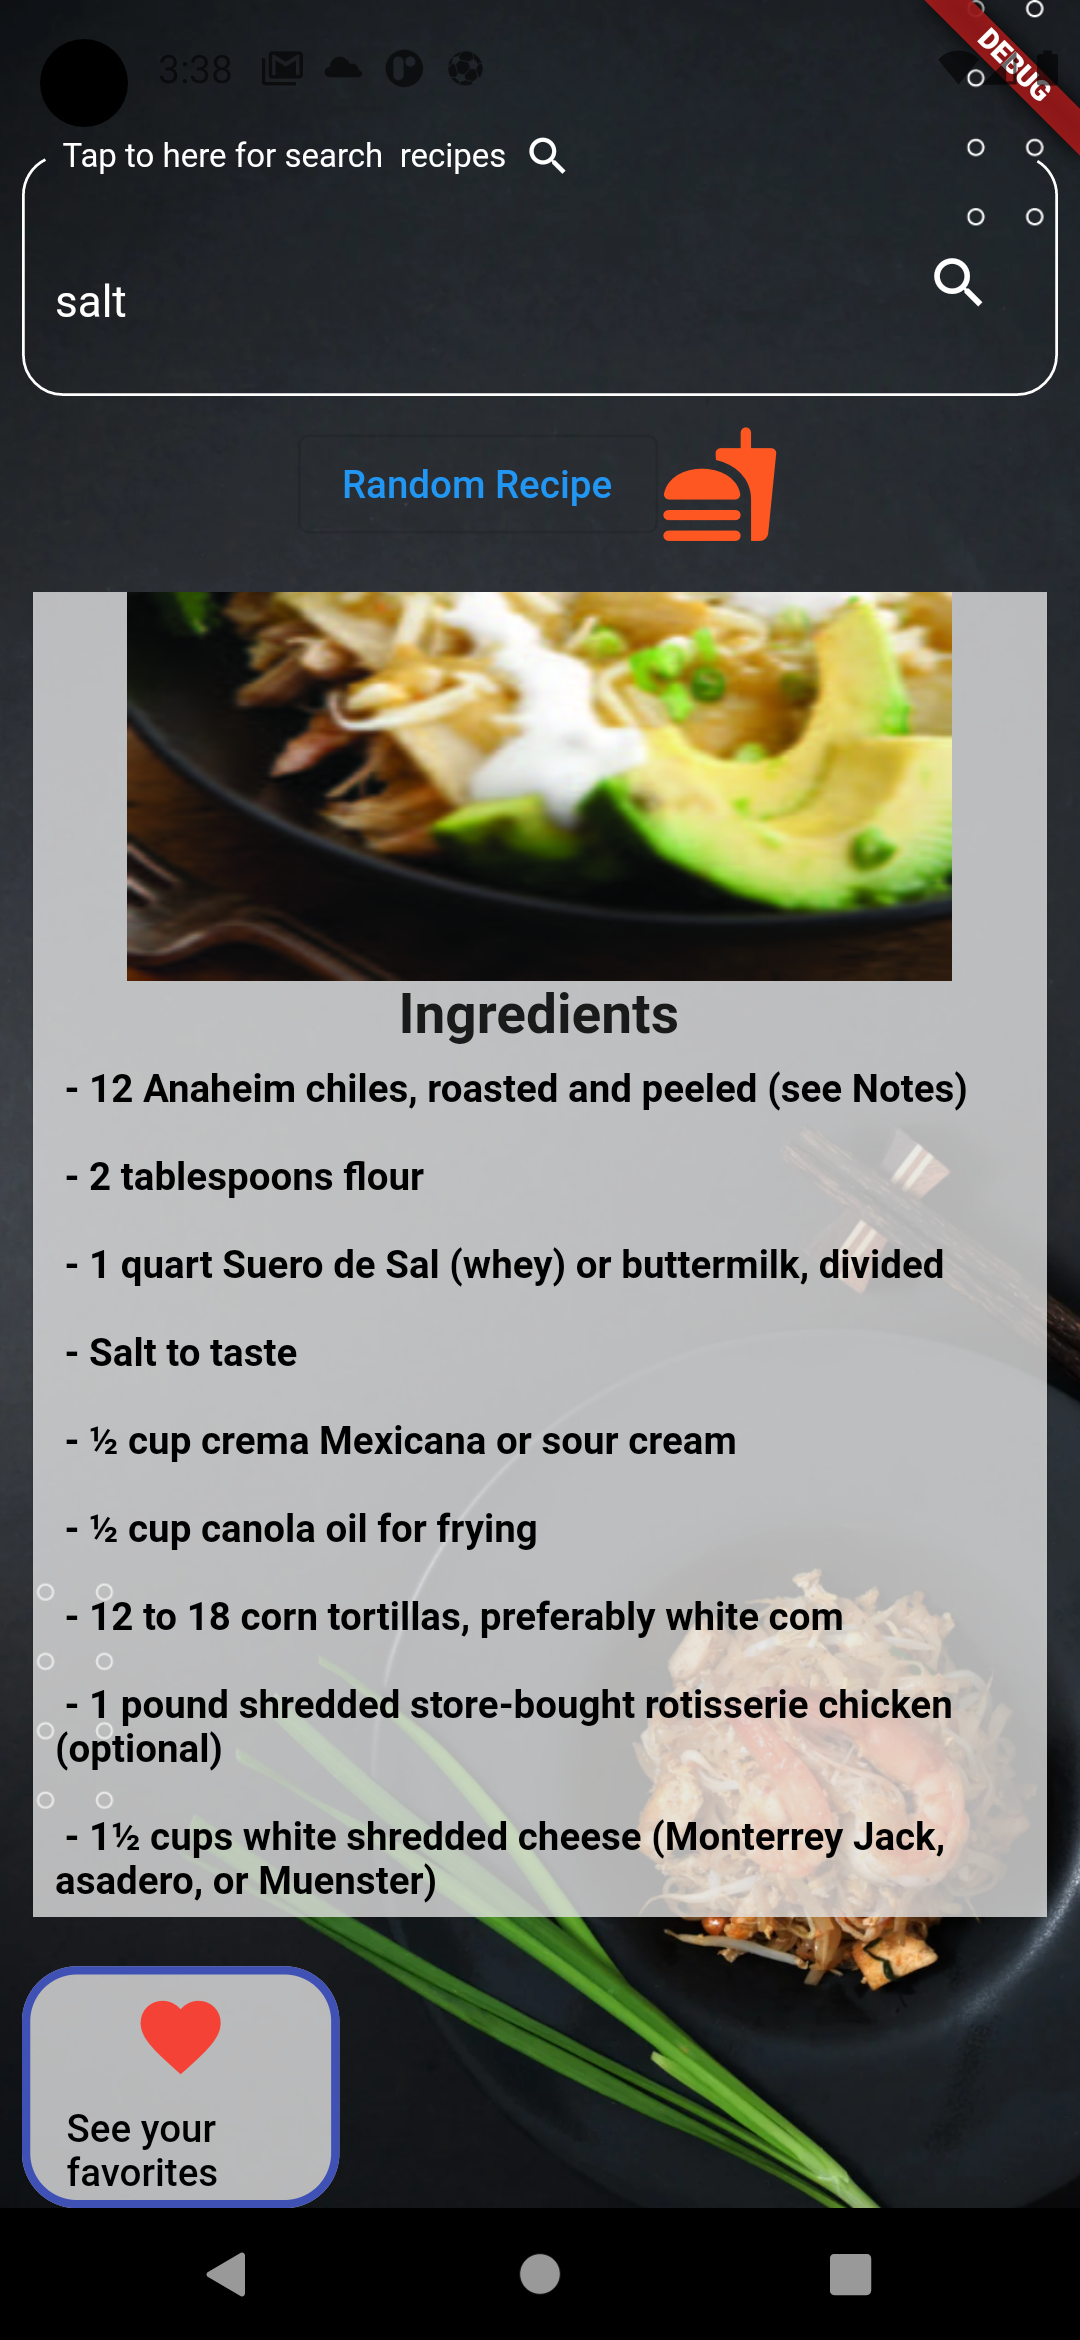 3:38
DEBUG
Tap to here for search  recipes
salt
Random Recipe
Ingredients
- 12 Anaheim chiles, roasted and peeled (see Notes)
- 2 tablespoons flour
- 1 quart Suero de Sal (whey) or buttermilk, divided
- Salt to taste
- ½ cup crema Mexicana or sour cream
- ½ cup canola oil for frying
- 12 to 18 corn tortillas, preferably white com
- 1 pound shredded store-bought rotisserie chicken
(optional)
- 1½ cups white shredded cheese (Monterrey Jack,
asadero, or Muenster)
See your
favorites